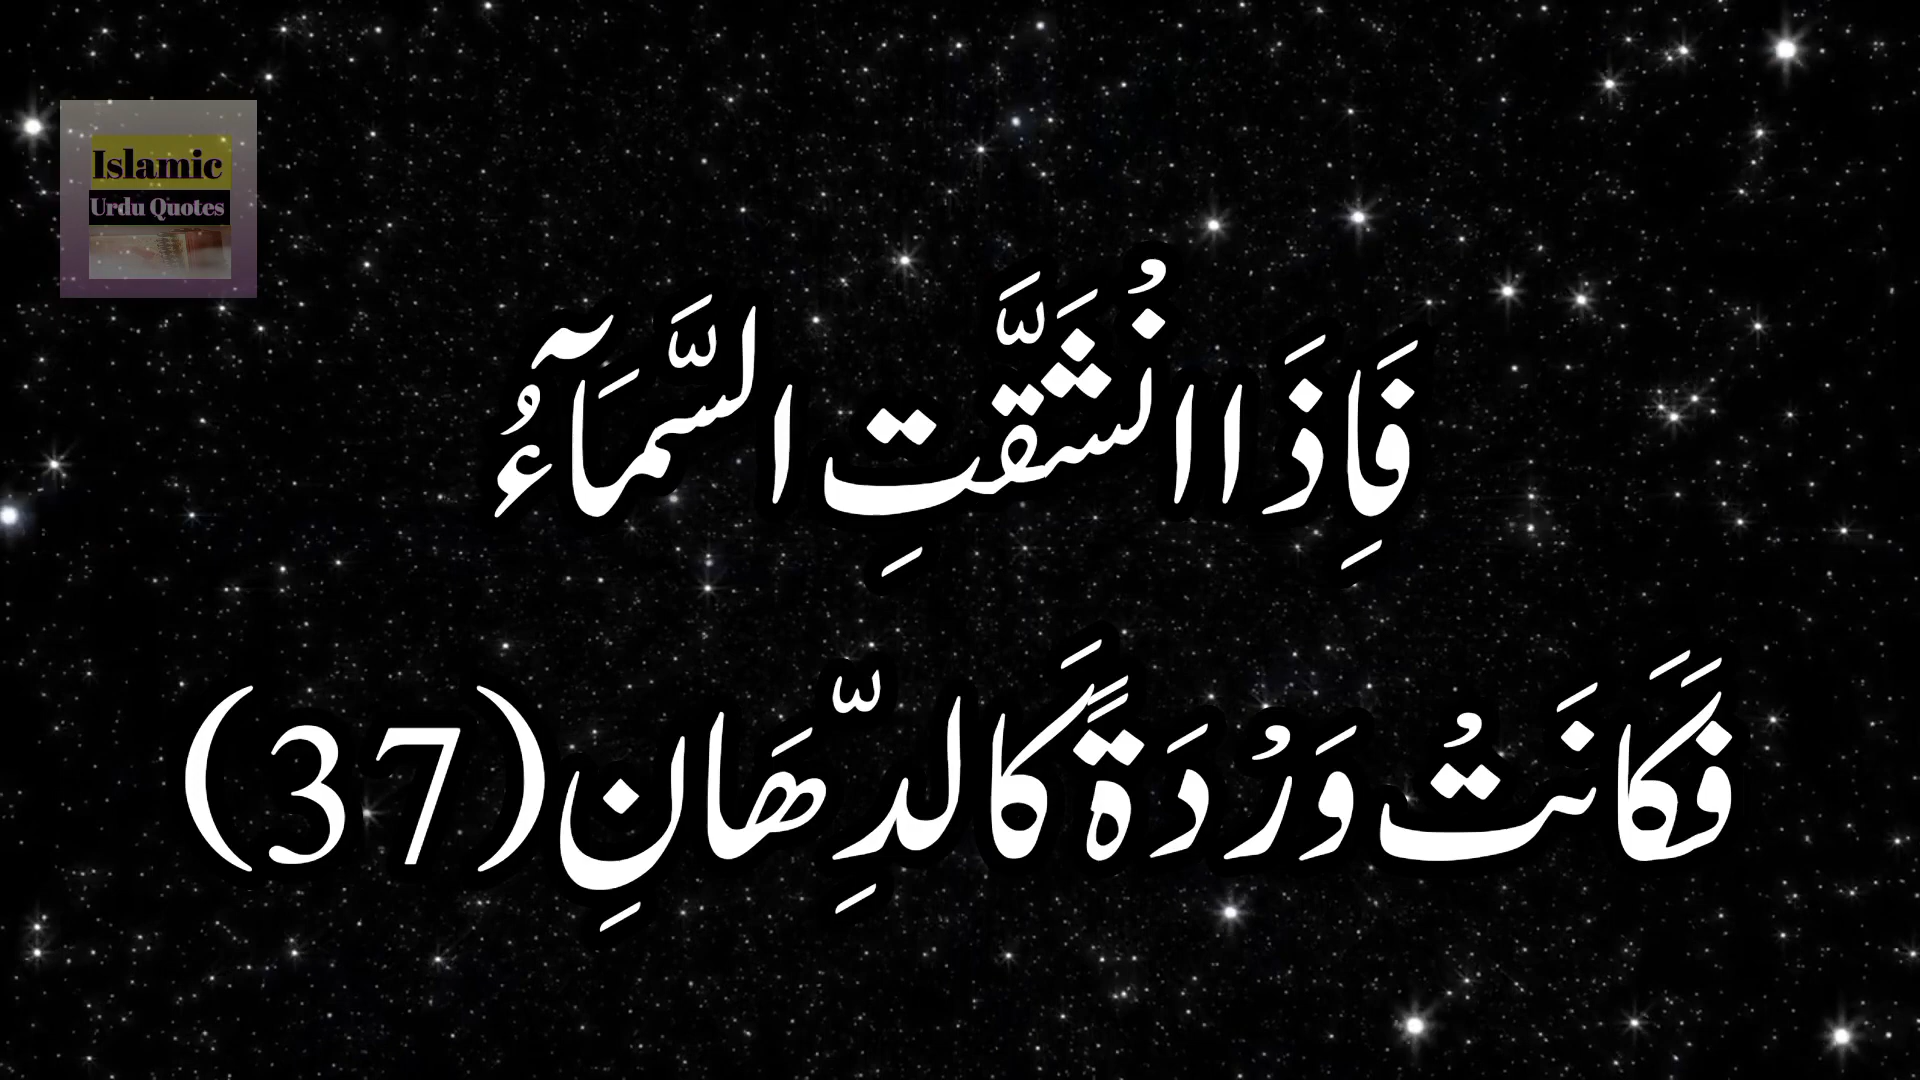 Islamic
Urdu Quotes
فَاِذَا انْشَقَّتِ السَّمَآءُ
فَكَانَتْ وَرْدَةً كَالدِّهَانِ(37)